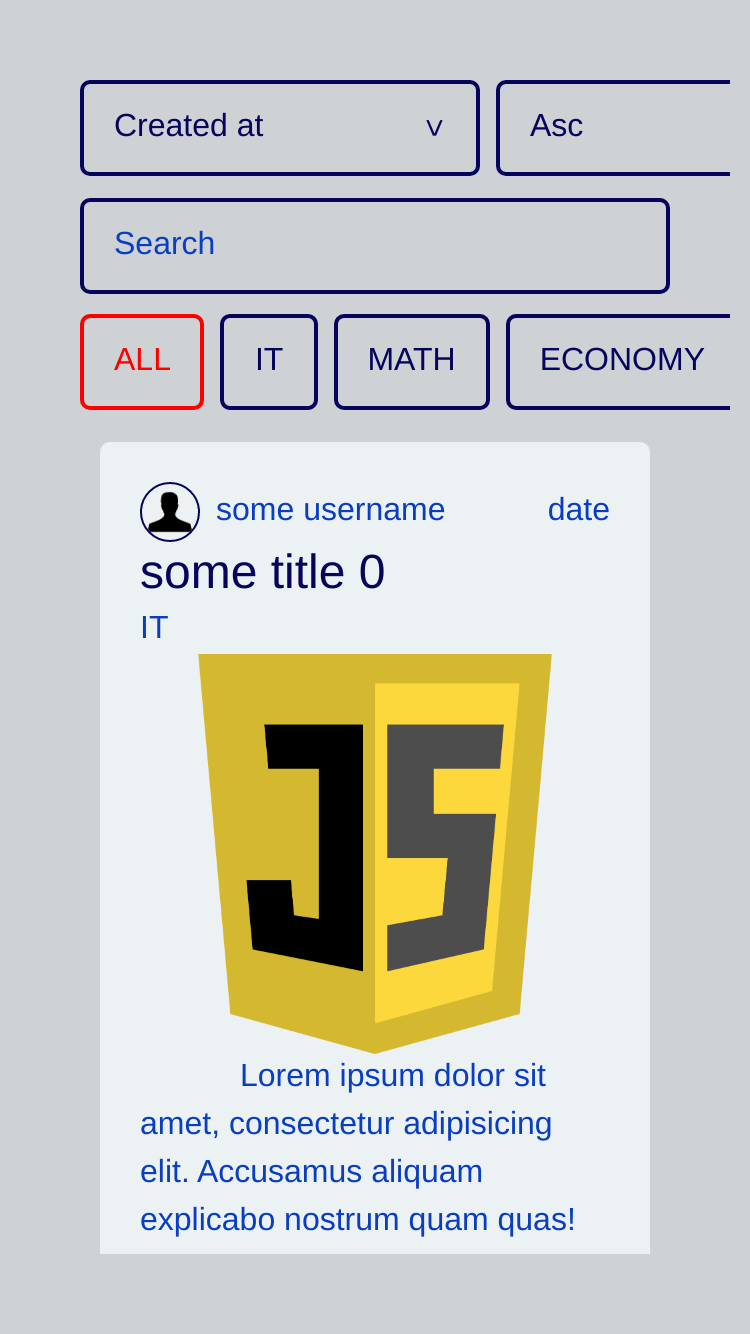 Created at V Asc
Search
ALL IT MATH ECONOMY
some username date
some title 0
IT
JS
Lorem ipsum dolor sit
amet, consectetur adipisicing
elit. Accusamus aliquam
explicabo nostrum quam quas!